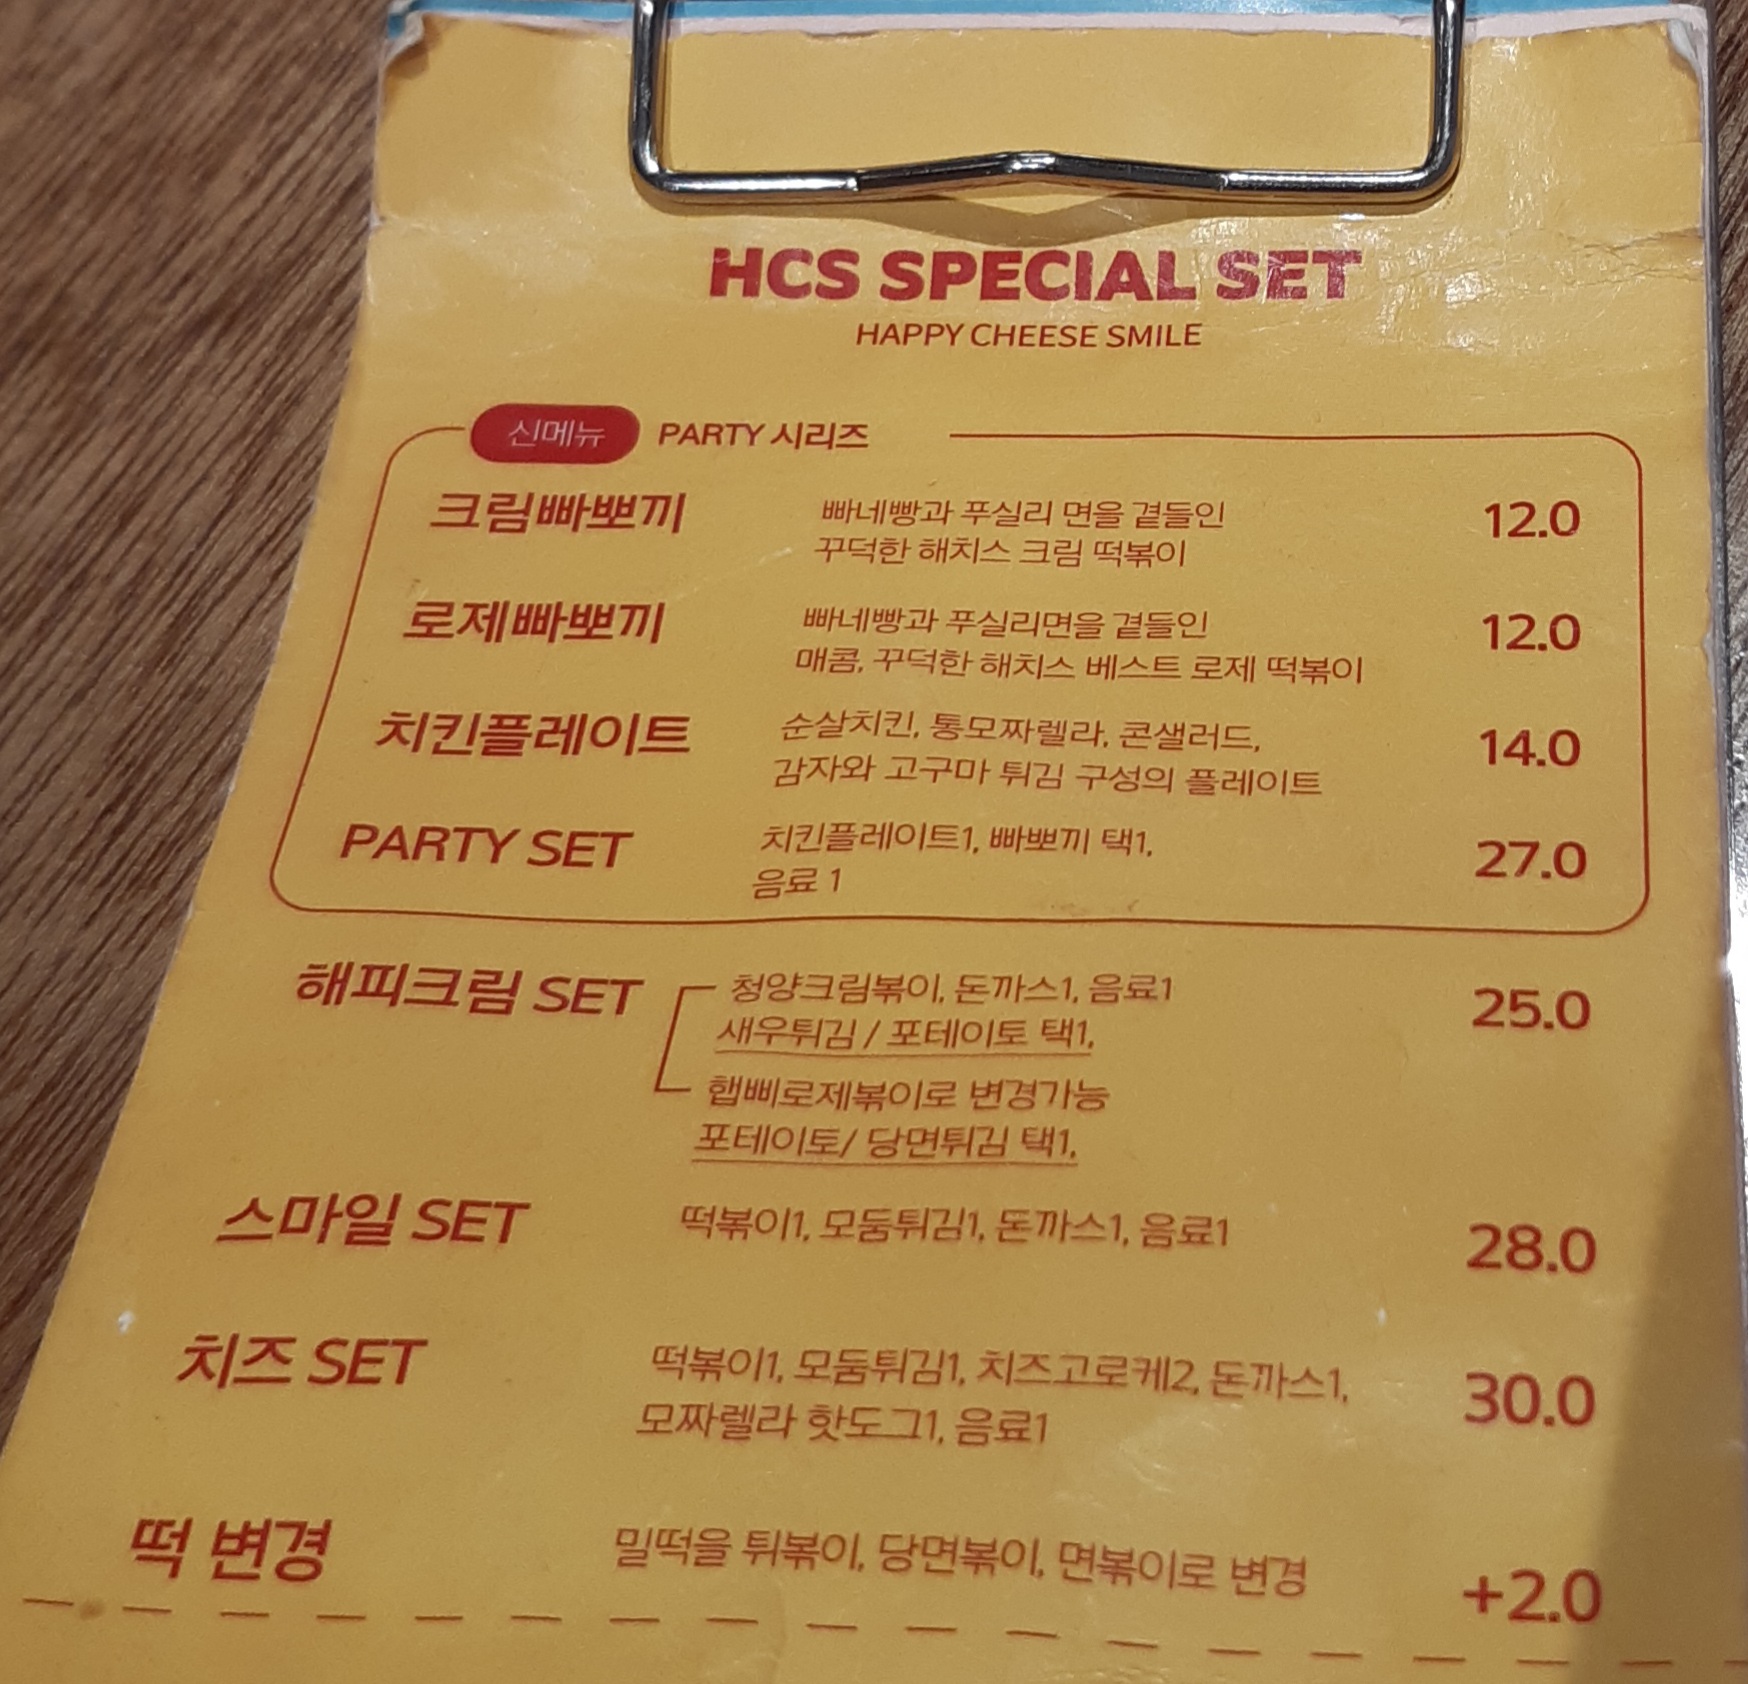 HCS SPECIAL SET
HAPPY CHEESE SMILE
신메뉴 PARTY 시리즈
크림빠뽀끼 빠네빵과 푸실리 면을 곁들인 12.0
꾸덕한 해치스 크림 떡볶이
로제빠뽀끼 빠네빵과 푸실리면을 곁들인 12.0
매콤, 꾸덕한 해치스 베스트 로제 떡볶이
치킨플레이트 순살치킨, 통모짜렐라, 콘샐러드, 14.0
감자와 고구마 튀김 구성의 플레이트
PARTY SET 치킨플레이트1, 빠뽀끼 택1, 27.0
음료 1
해피크림 SET 청양크림볶이, 돈까스1, 음료1 25.0
새우튀김 / 포테이토 택1,
햅삐로제볶이로 변경가능
포테이토/ 당면튀김 택1,
스마일 SET 떡볶이1, 모둠튀김1, 돈까스1, 음료1 28.0
치즈 SET 떡볶이1, 모둠튀김1, 치즈고로케2, 돈까스1, 30.0
모짜렐라 핫도그1, 음료1
떡 변경 밀떡을 튀볶이, 당면볶이, 면볶이로 변경 +2.0